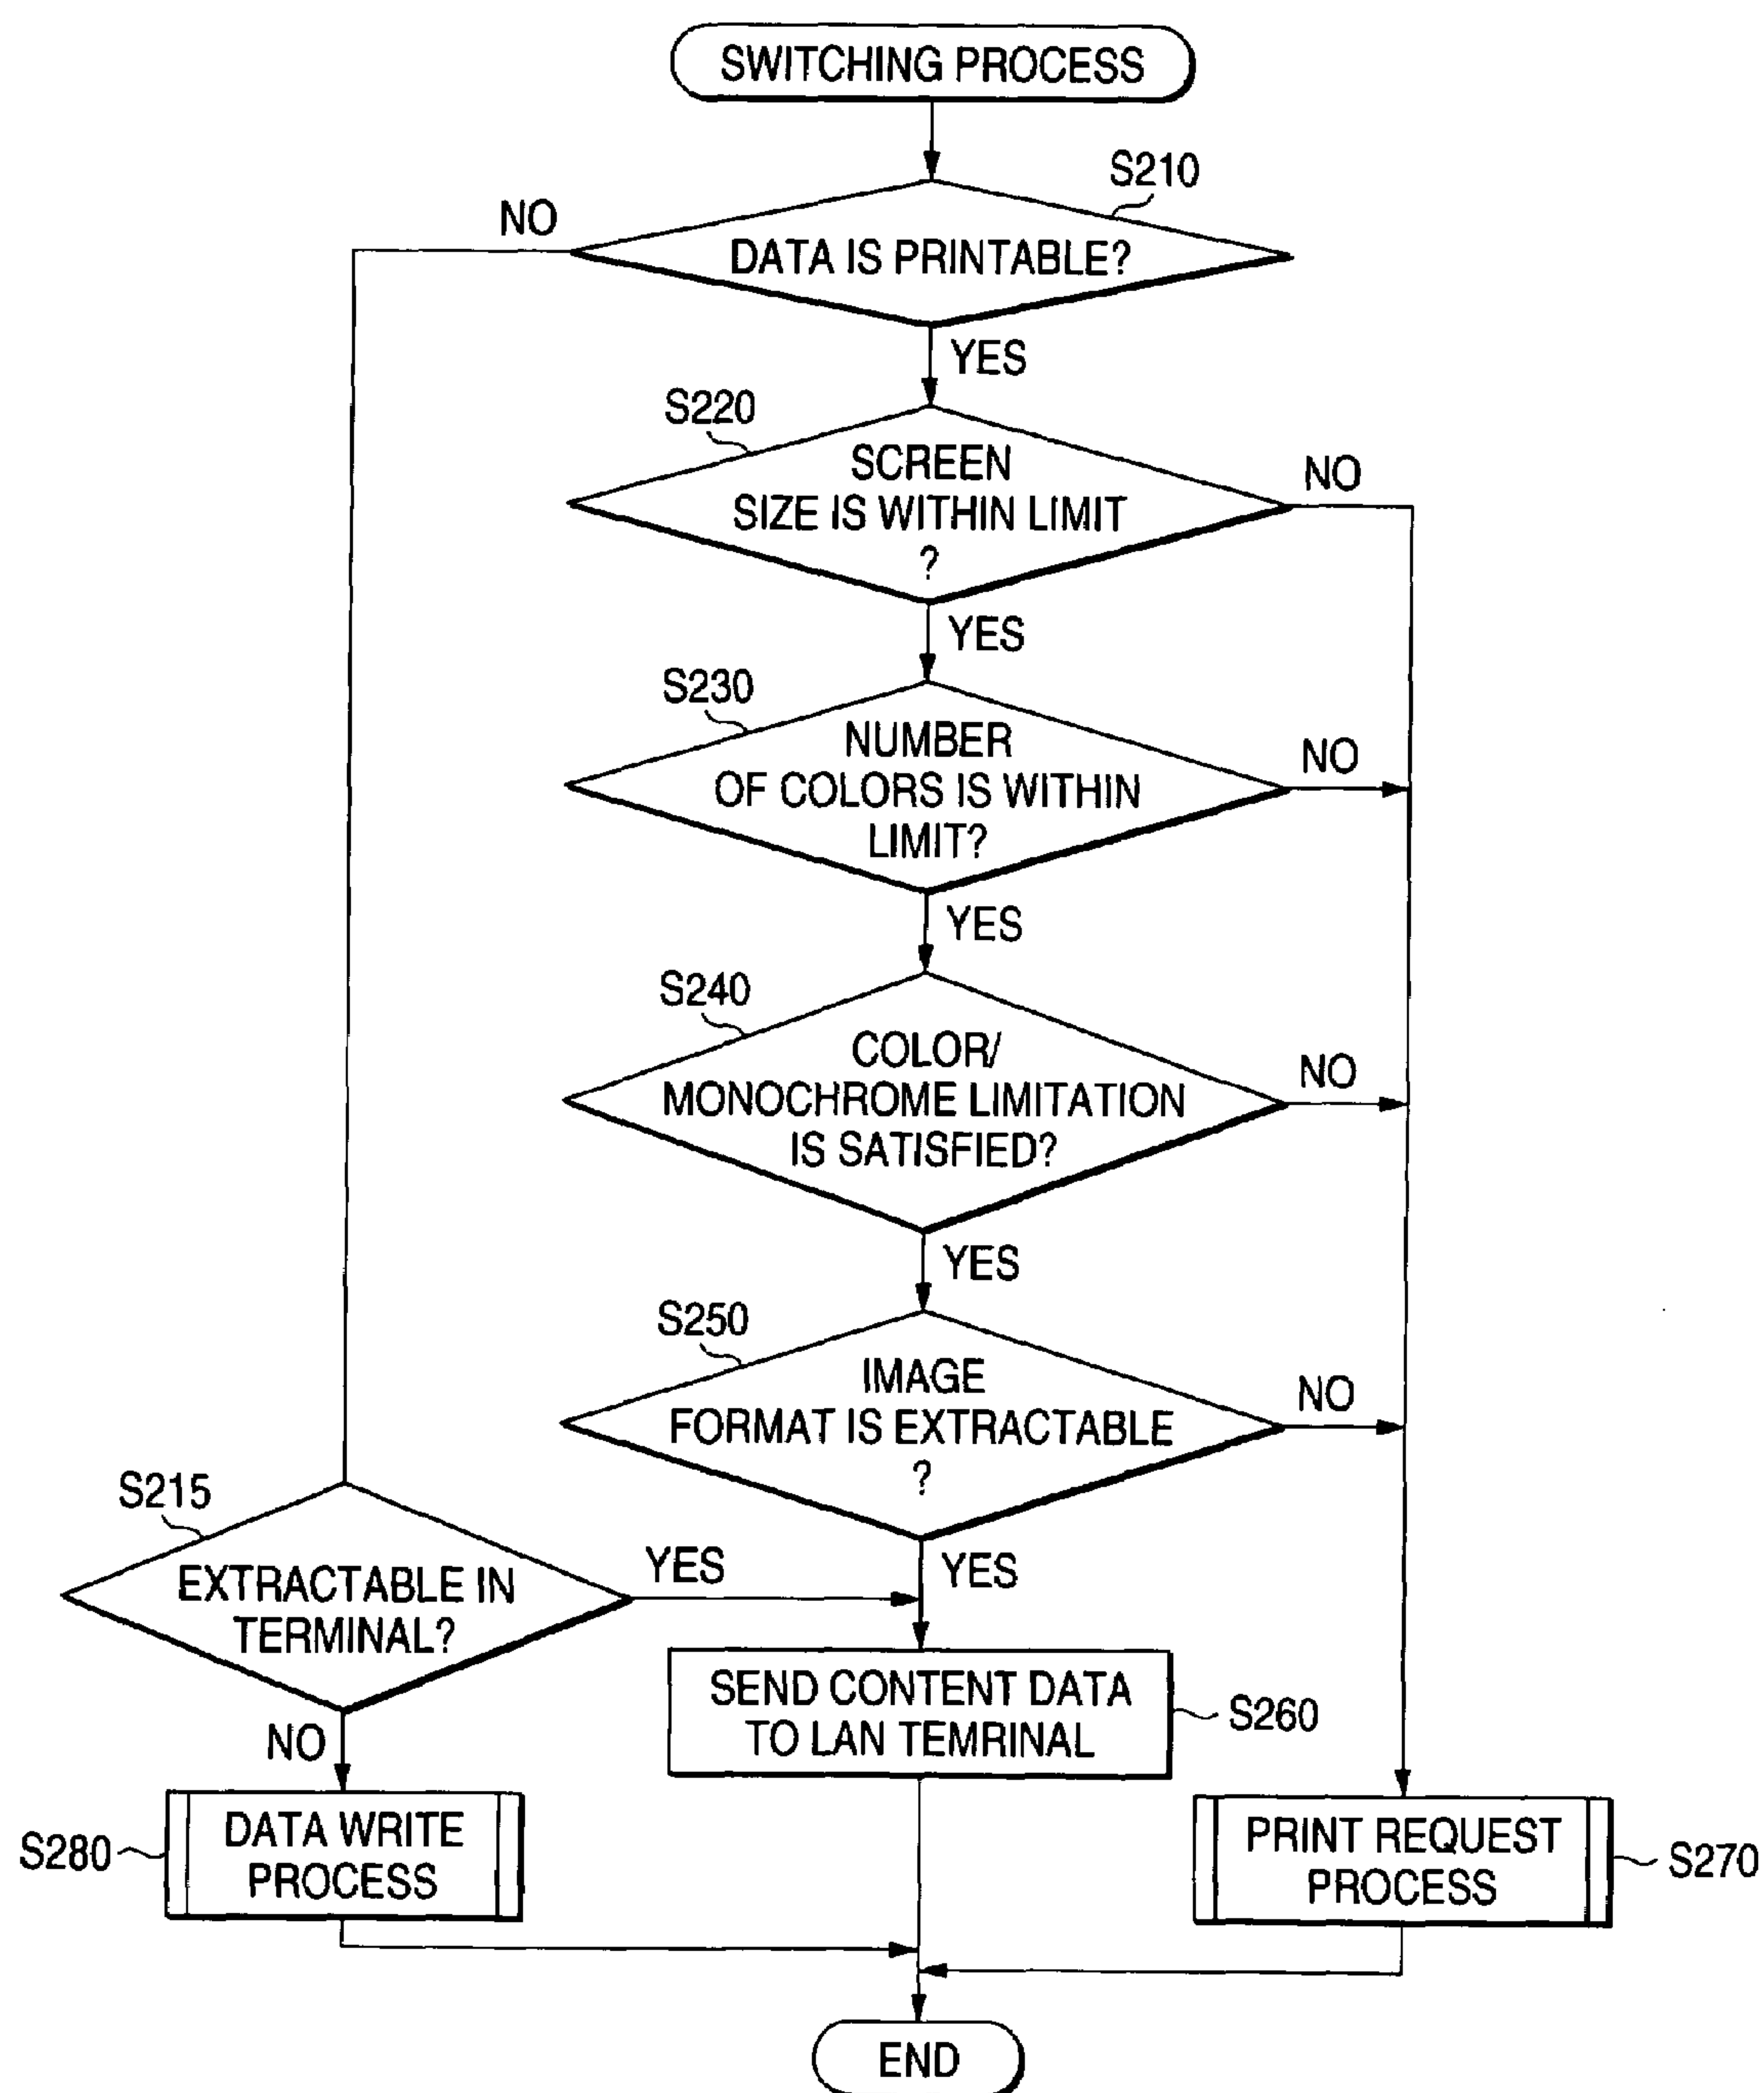 SWITCHING PROCESS
S210
NO
DATA IS PRINTABLE?
YES
S220
SCREEN
SIZE IS WITHIN LIMIT
?
NO
YES
S230
NUMBER
OF COLORS IS WITHIN
LIMIT?
NO
YES
S240
COLOR/
MONOCHROME LIMITATION
IS SATISFIED?
NO
YES
S250
IMAGE
FORMAT IS EXTRACTABLE
?
NO
YES
S215
EXTRACTABLE IN
TERMINAL?
YES
NO
SEND CONTENT DATA
TO LAN TEMRINAL
S260
S280
DATA WRITE
PROCESS
PRINT REQUEST
PROCESS
S270
END